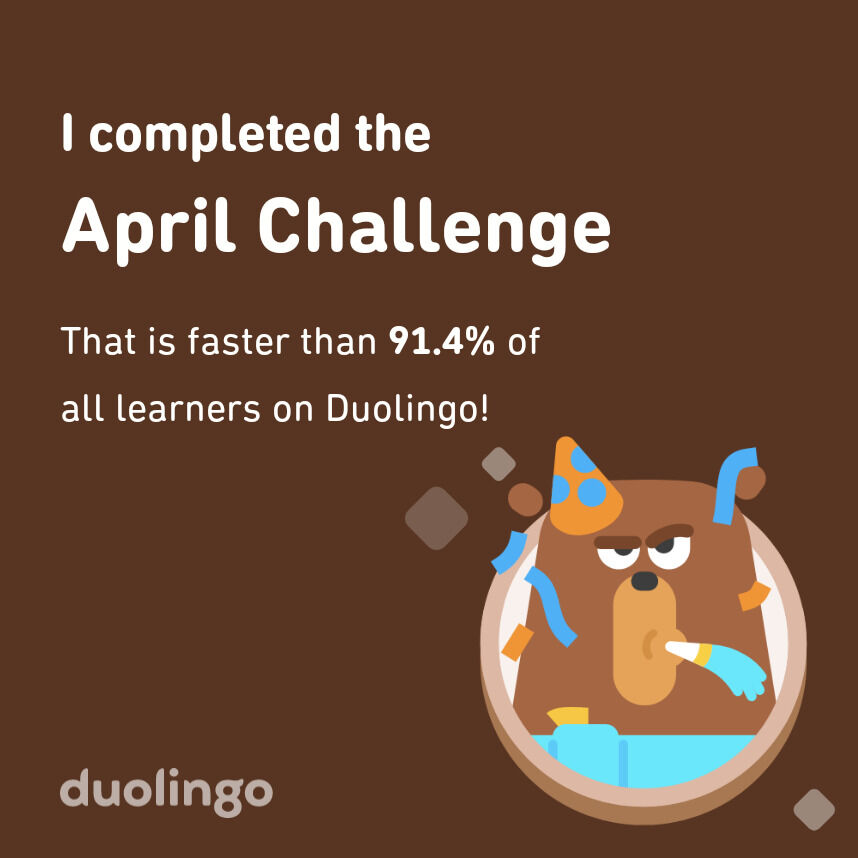 I completed the
April Challenge
That is faster than 91.4% of
all learners on Duolingo!
duolingo